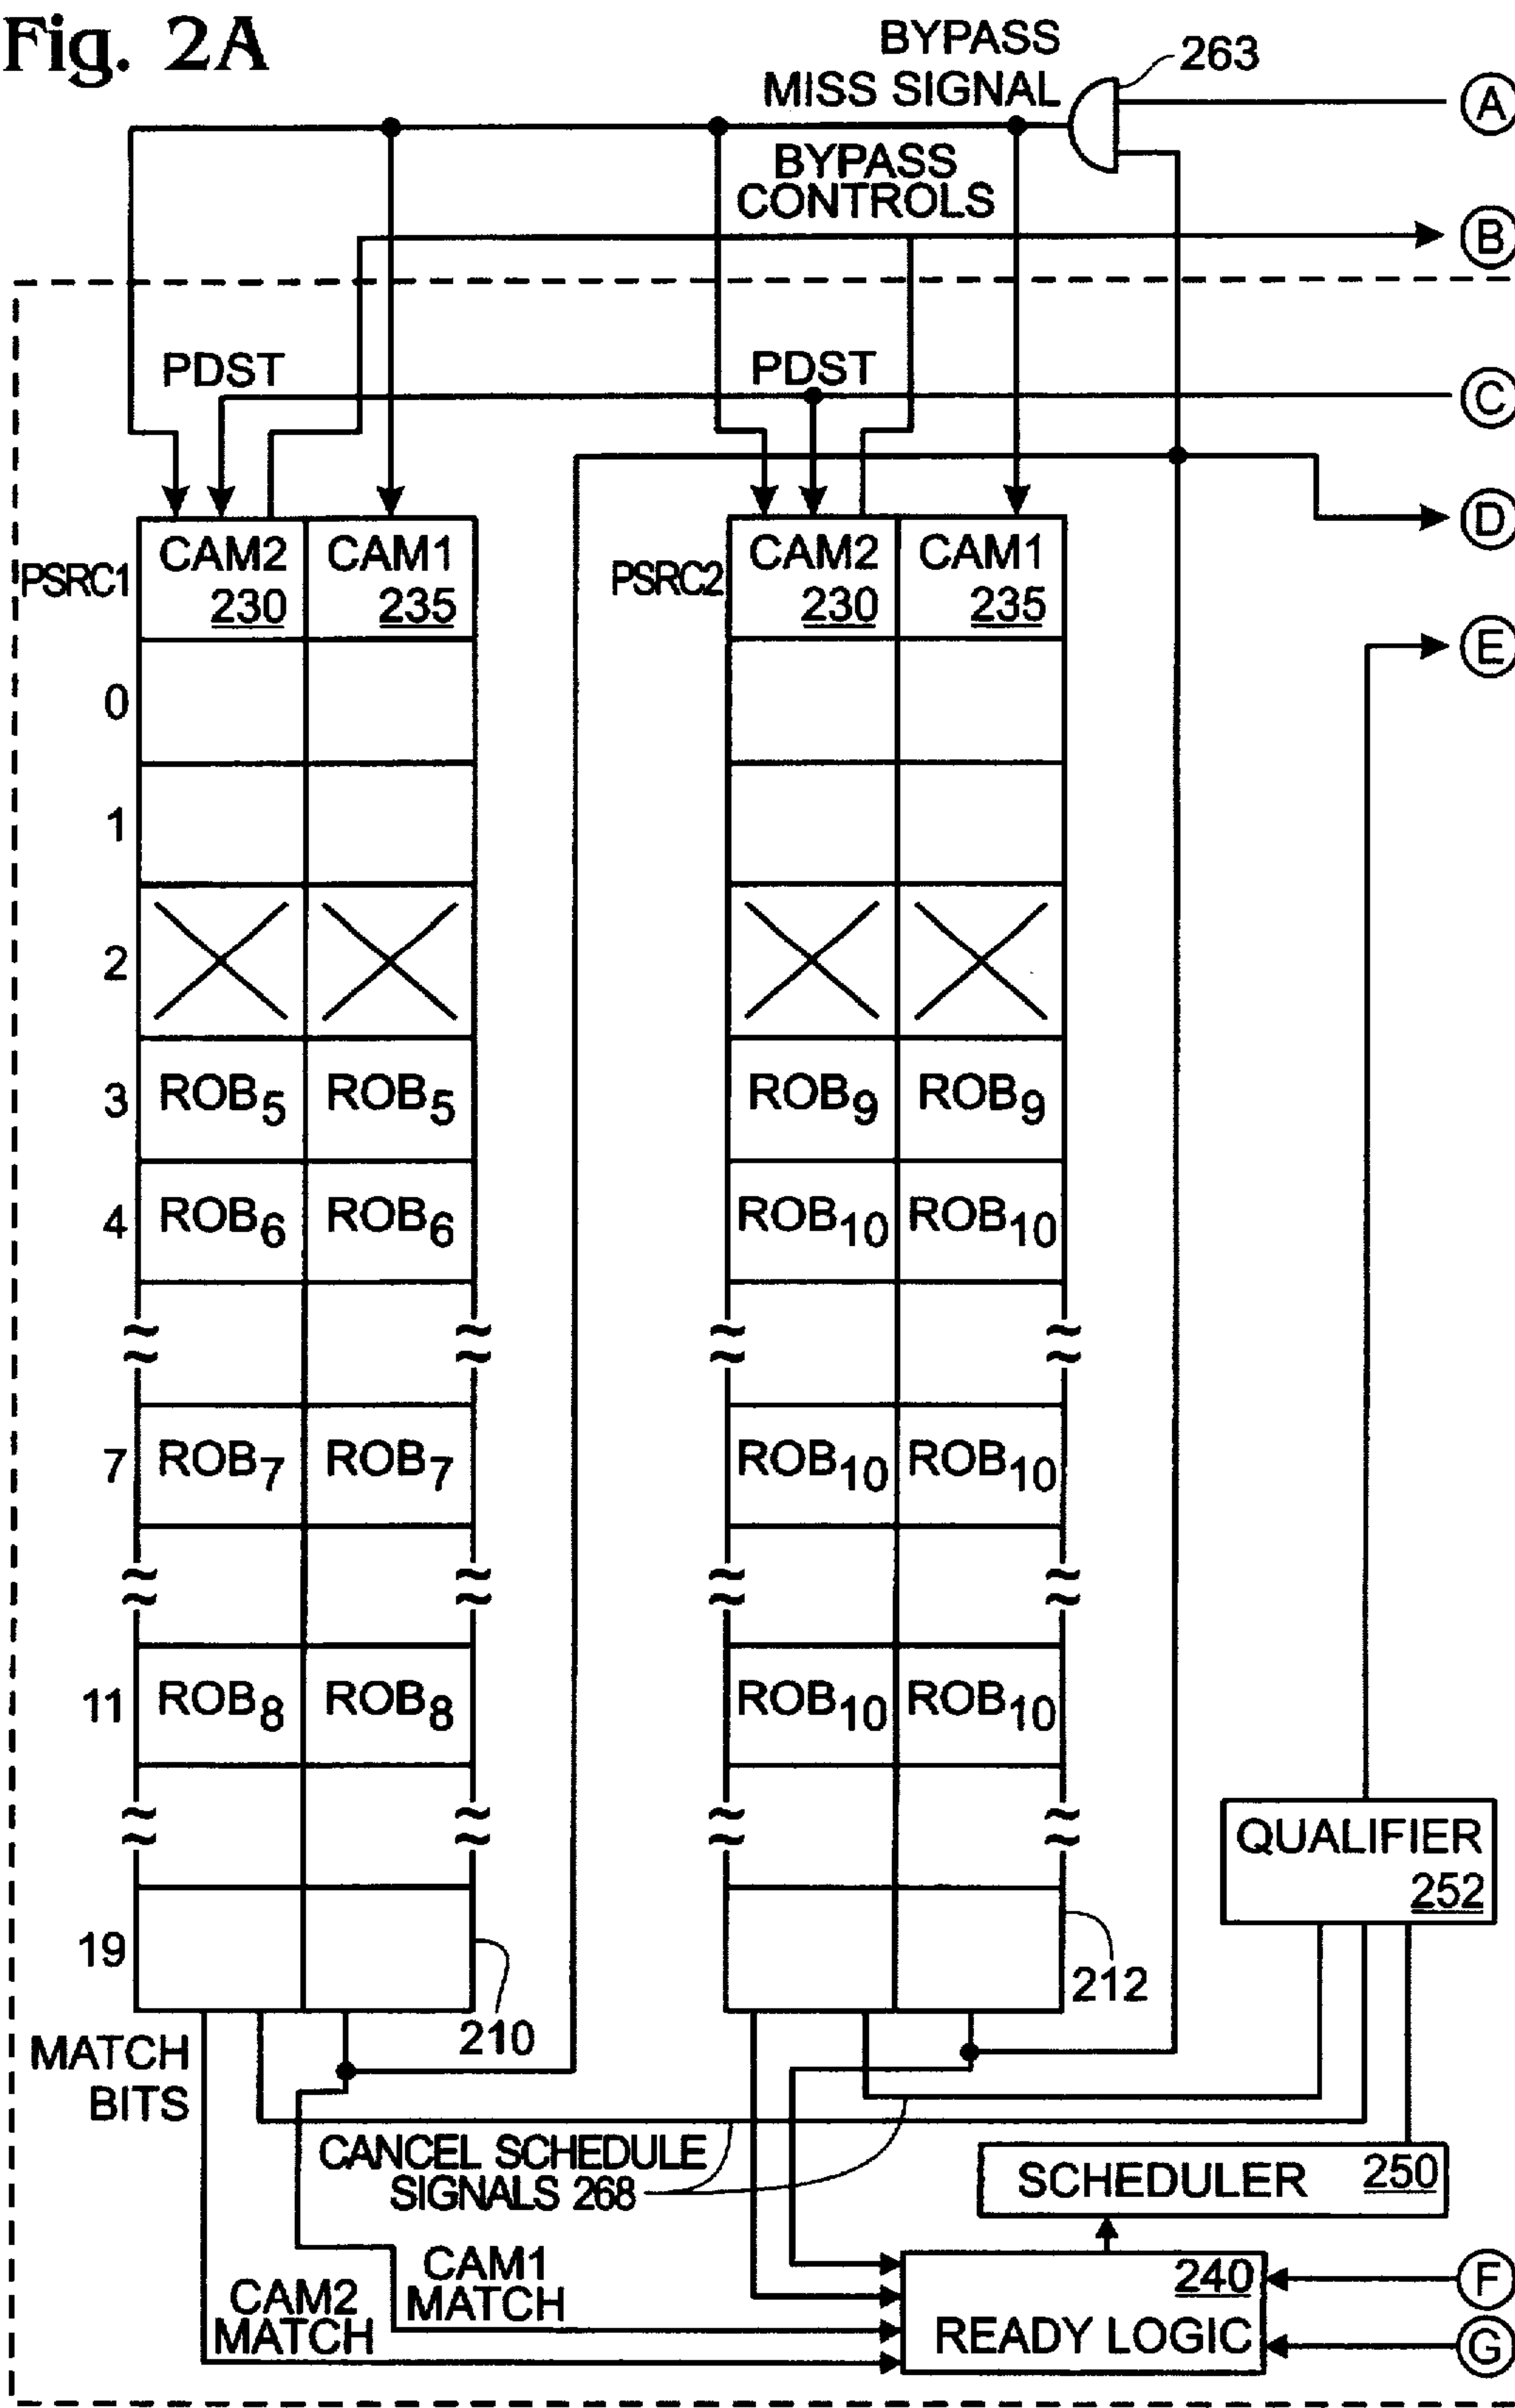 Fig. 2A
BYPASS
MISS SIGNAL
263
A
BYPASS
CONTROLS
B
PDST
PDST
C
D
PSRC1
CAM2
230
CAM1
235
PSRC2
CAM2
230
CAM1
235
E
0
1
2
3 ROB5 ROB5 ROB9 ROB9
4 ROB6 ROB6 ROB10 ROB10
7 ROB7 ROB7 ROB10 ROB10
11 ROB8 ROB8 ROB10 ROB10
QUALIFIER
252
19
210
212
MATCH
BITS
CANCEL SCHEDULE
SIGNALS 268
SCHEDULER 250
CAM1
MATCH
CAM2
MATCH
240
READY LOGIC
F
G